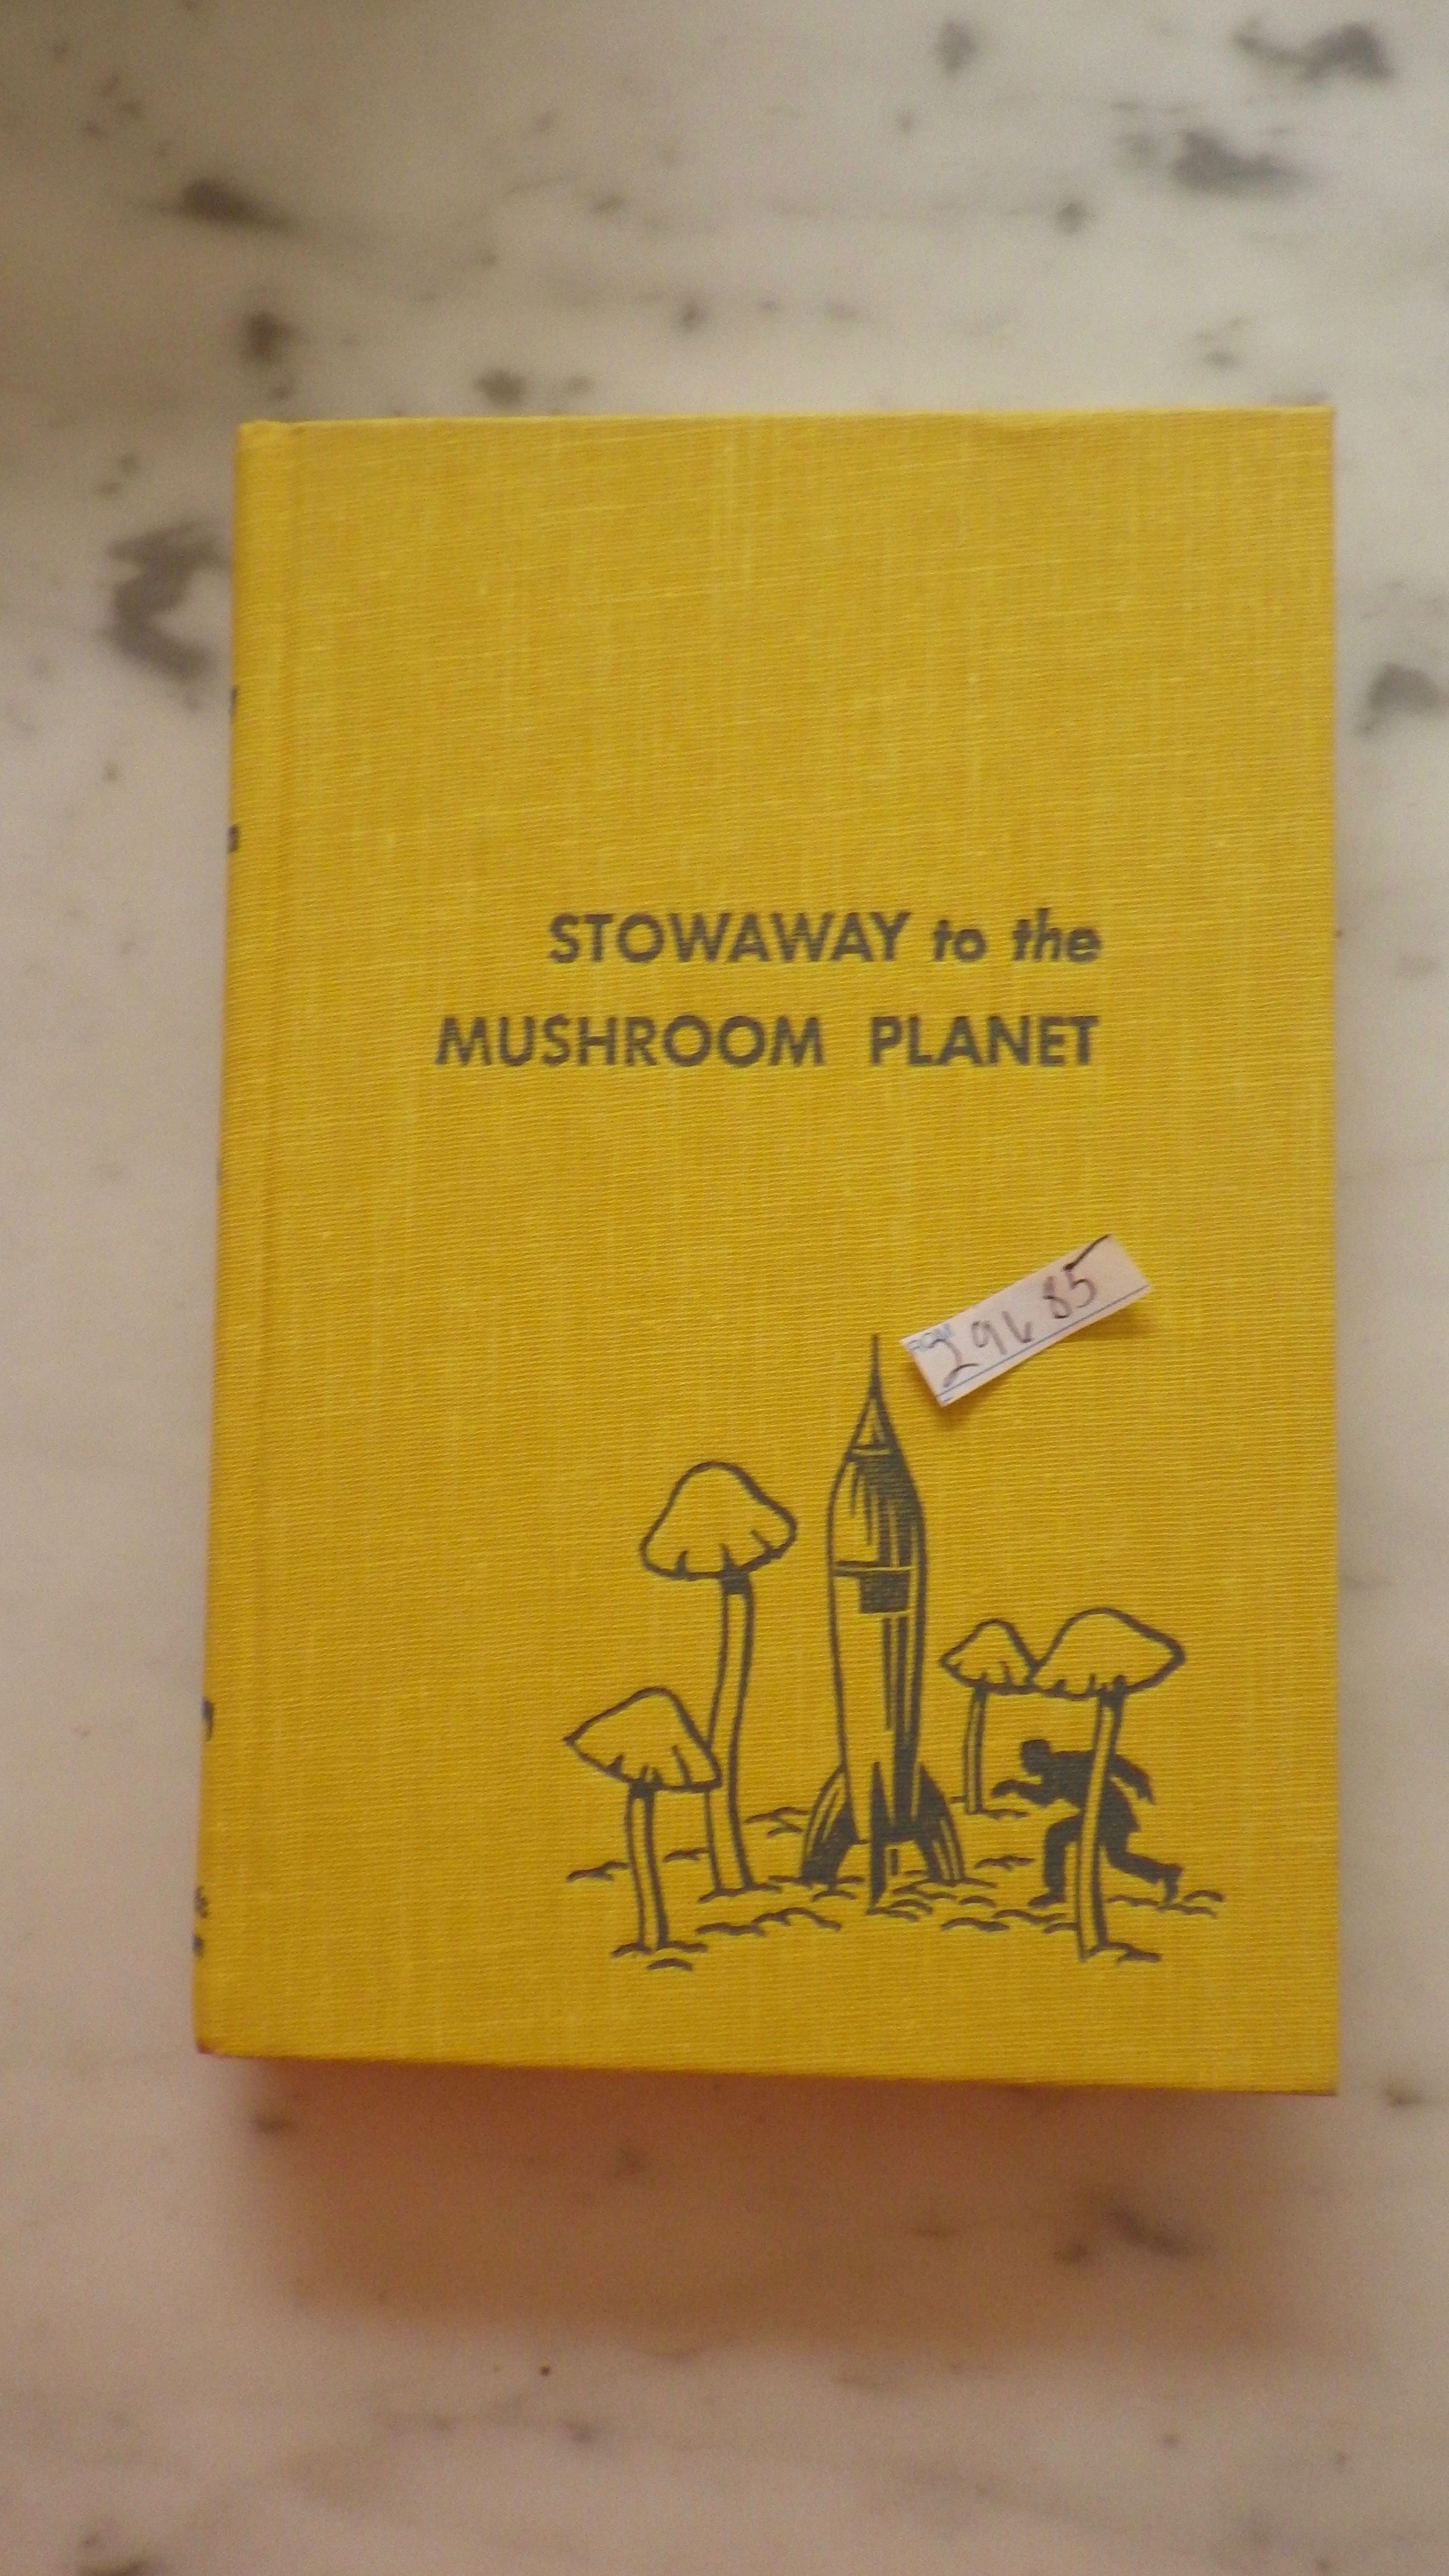 STOWAWAY to the
MUSHROOM PLANET
29685